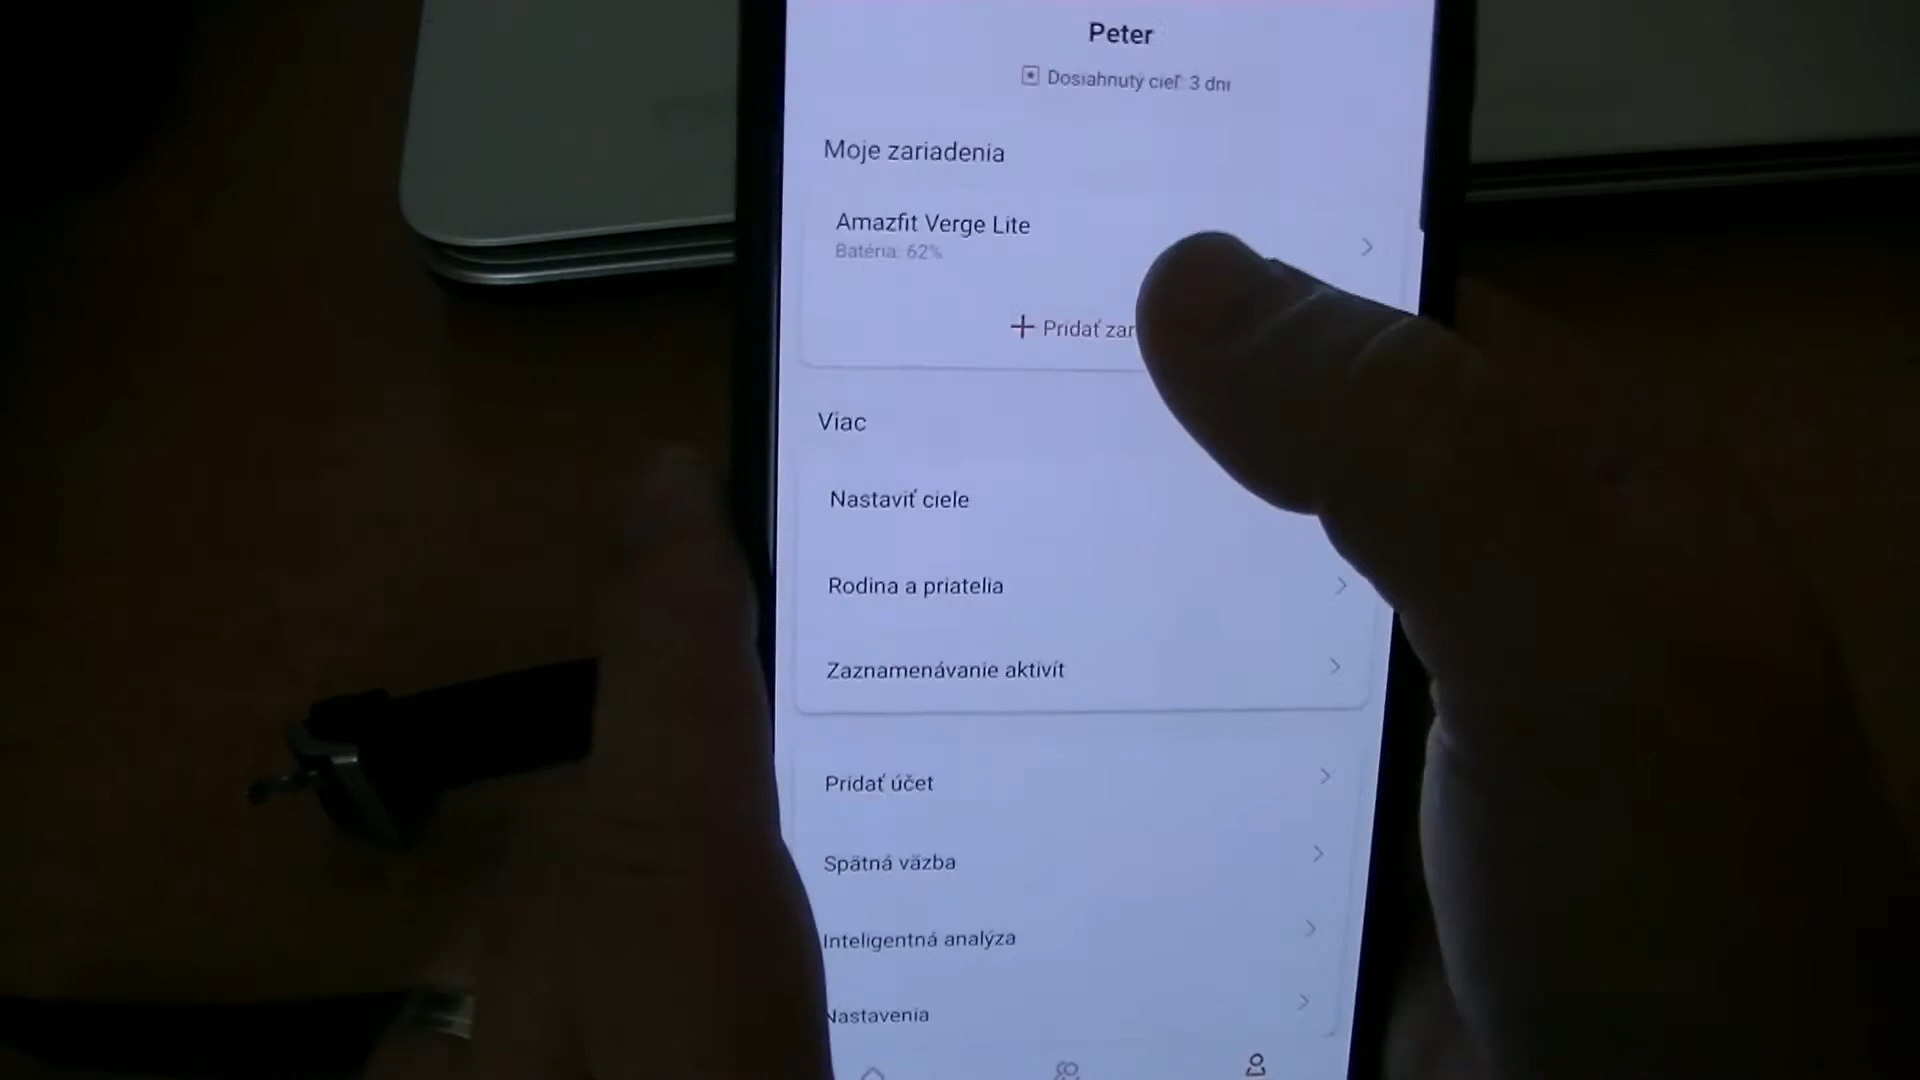 Peter
Dosiahnutý cieľ: 3 dni
Moje zariadenia
Amazfit Verge Lite
Batéria: 62%
+ Pridať
Viac
Nastaviť ciele
Rodina a priatelia
Zaznamenávanie aktivít
Pridať účet
Spätná väzba
Inteligentná analýza
Nastavenia